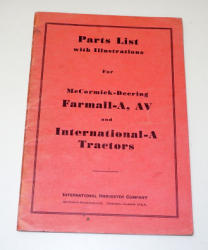 Parts List
with Illustrations
For
McCormick-Deering
Farmall-A, AV
and
International-A
Tractors
International Harvester Company